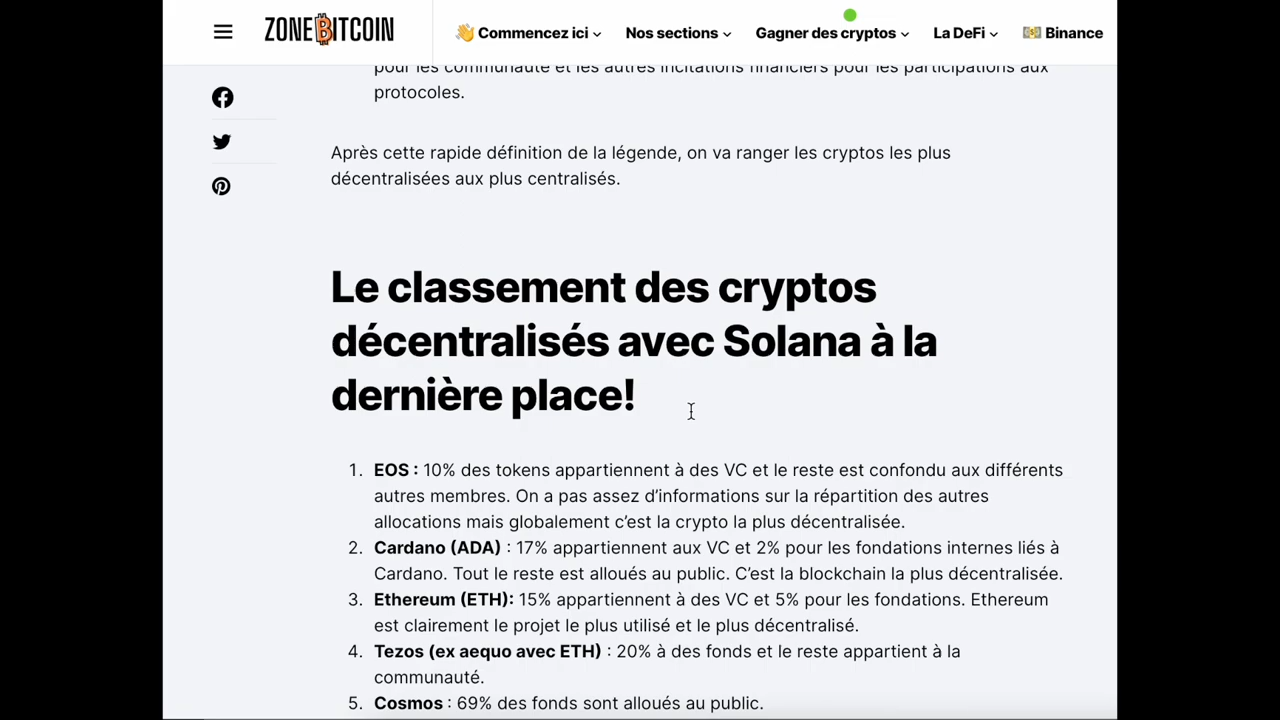 ZONEBITCOIN
👋 Commencez ici
Nos sections
Gagner des cryptos
La DeFi
💵 Binance
pour les communauté et les autres incitations financiers pour les participations aux
protocoles.
Après cette rapide définition de la légende, on va ranger les cryptos les plus
décentralisées aux plus centralisés.
Le classement des cryptos
décentralisés avec Solana à la
dernière place!
1. EOS : 10% des tokens appartiennent à des VC et le reste est confondu aux différents
autres membres. On a pas assez d’informations sur la répartition des autres
allocations mais globalement c’est la crypto la plus décentralisée.
2. Cardano (ADA) : 17% appartiennent aux VC et 2% pour les fondations internes liés à
Cardano. Tout le reste est alloués au public. C’est la blockchain la plus décentralisée.
3. Ethereum (ETH): 15% appartiennent à des VC et 5% pour les fondations. Ethereum
est clairement le projet le plus utilisé et le plus décentralisé.
4. Tezos (ex aequo avec ETH) : 20% à des fonds et le reste appartient à la
communauté.
5. Cosmos : 69% des fonds sont alloués au public.